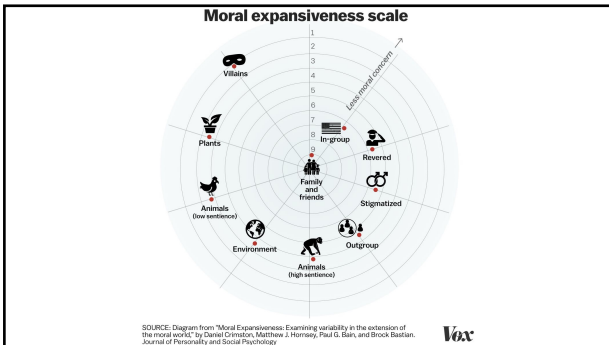 Moral expansiveness scale
1
2
3
4
5
6
7
8
9
Less moral concern
Villains
Plants
In-group
Revered
Family
and
friends
Stigmatized
Animals
(low sentience)
Environment
Outgroup
Animals
(high sentience)
SOURCE: Diagram from "Moral Expansiveness: Examining variability in the extension of
the moral world," by Daniel Crimston, Matthew J. Hornsey, Paul G. Bain, and Brock Bastian.
Journal of Personality and Social Psychology
Vox